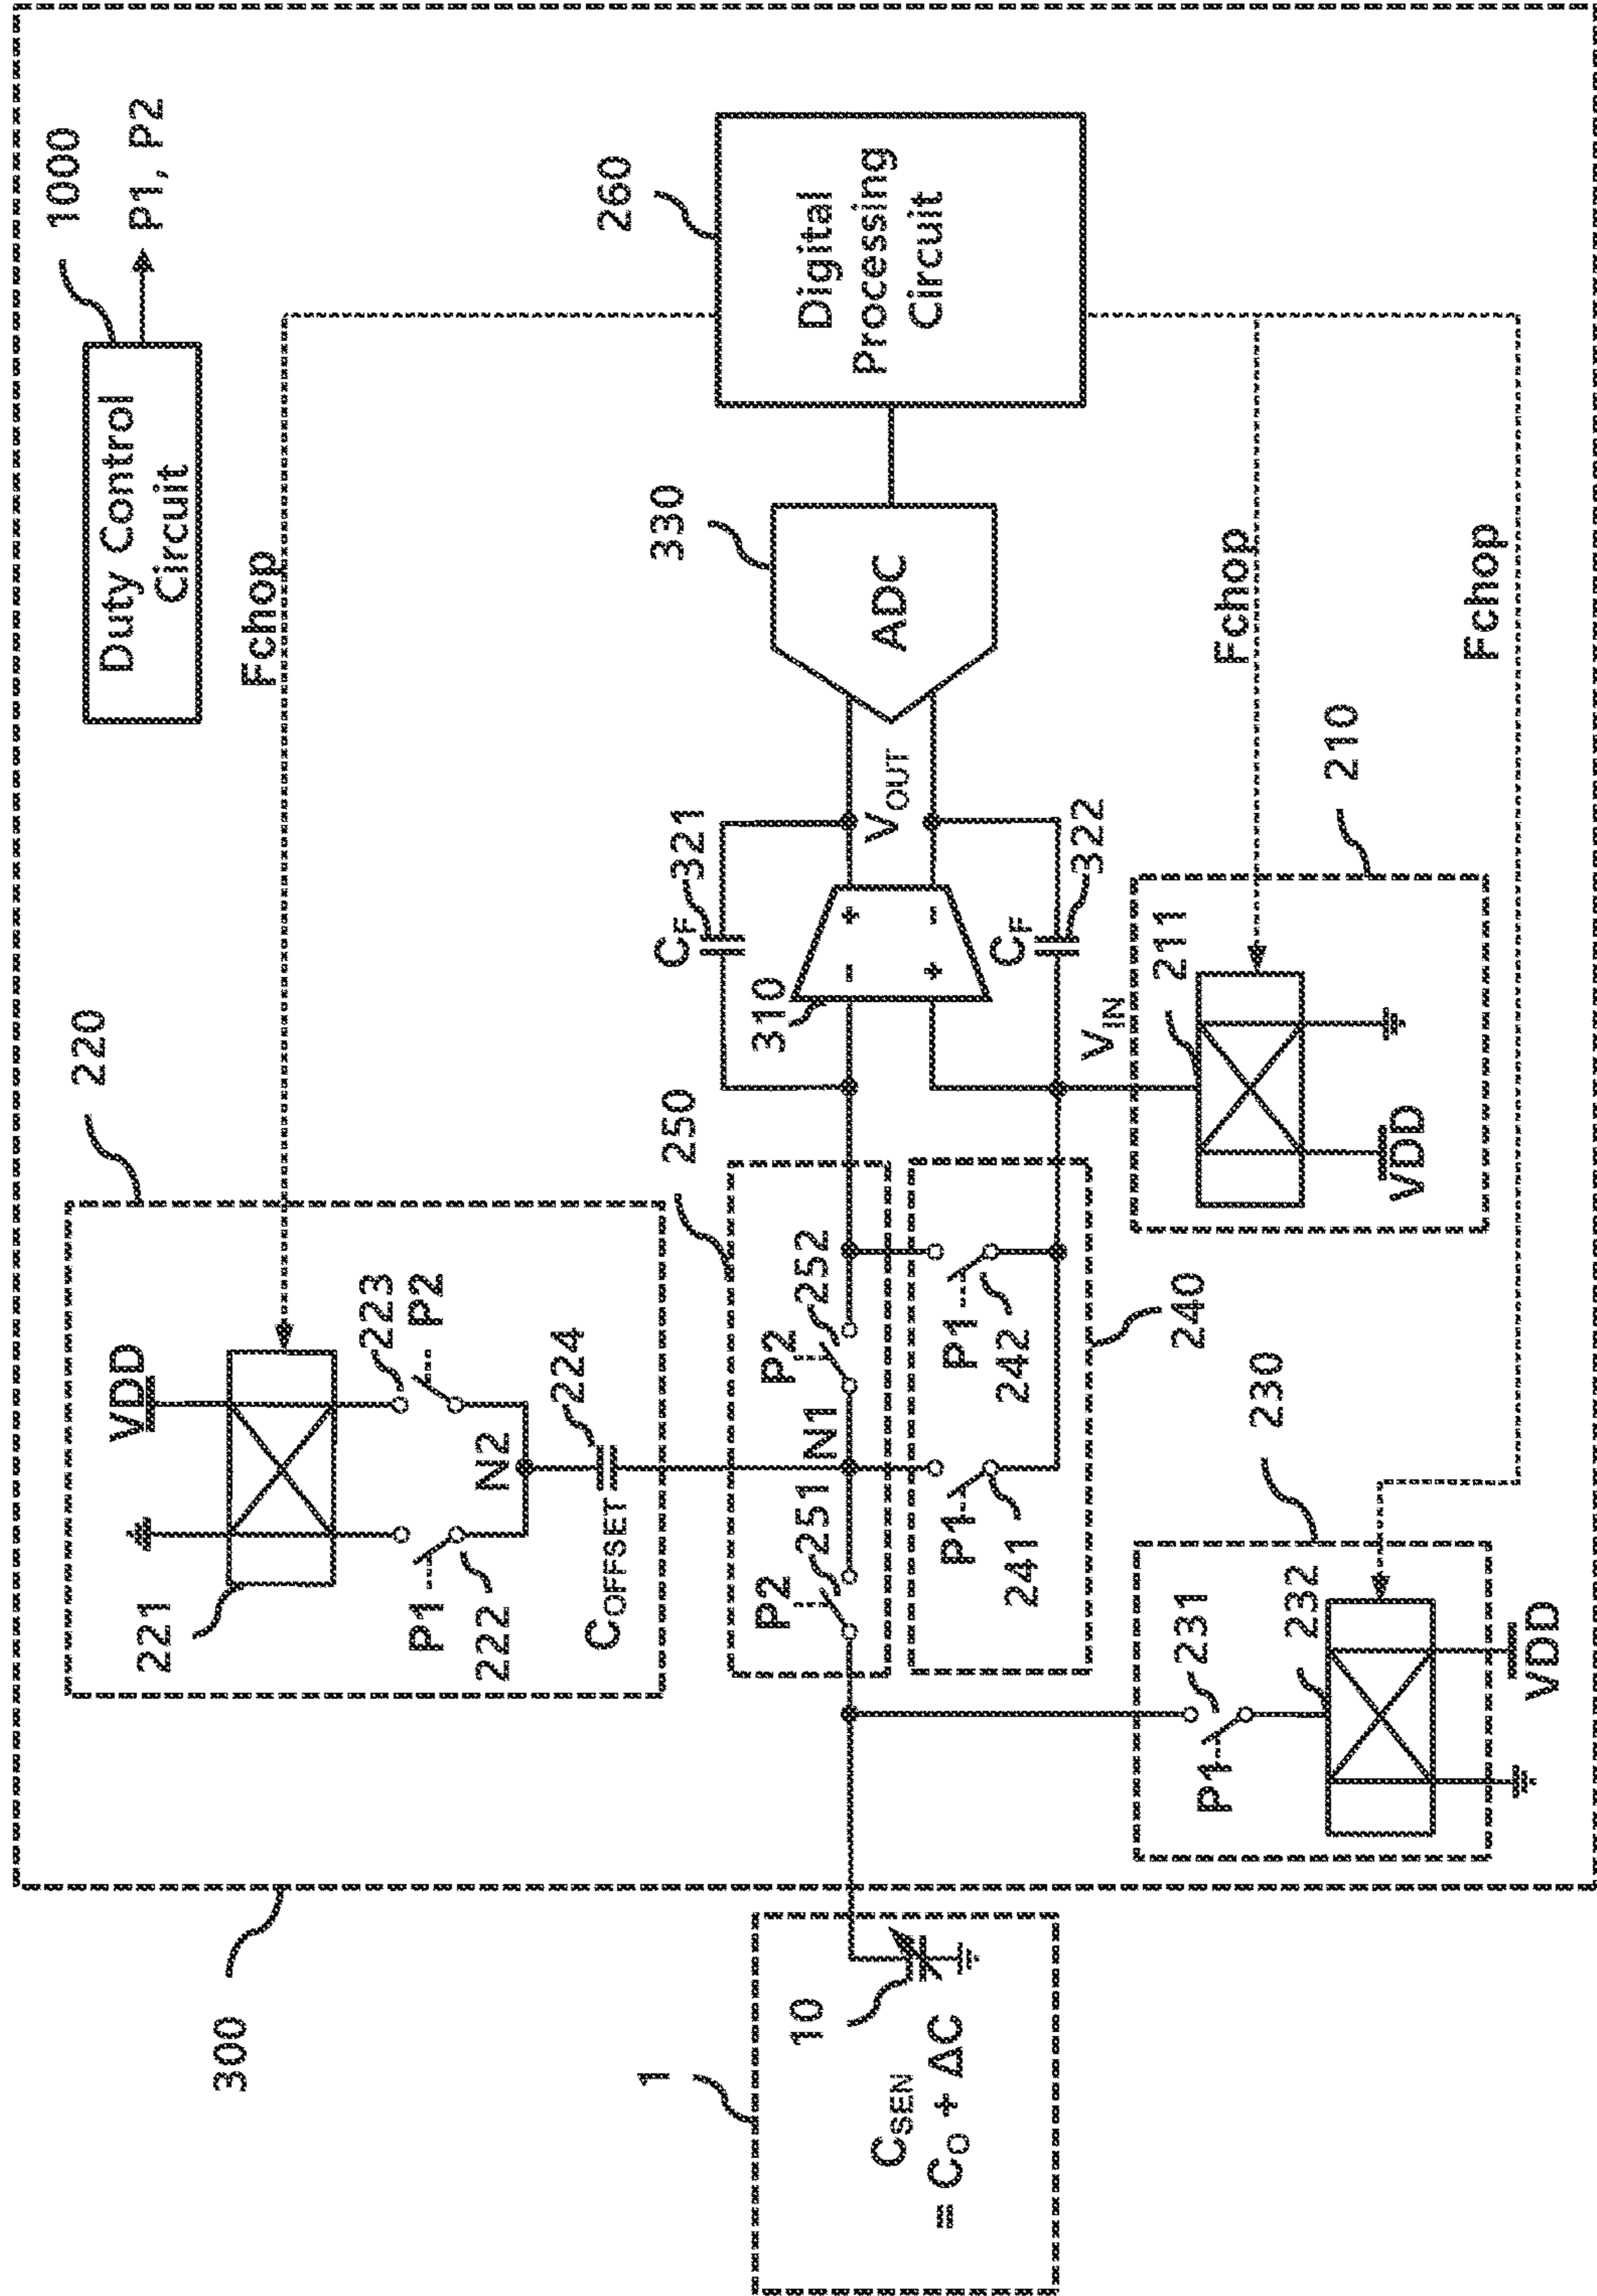 300
1
10
CSEN
= CO + ΔC
220
VDD
221
P1
222
223
P2
N2
224
COFFSET
Fchop
Duty Control
Circuit
1000
P1, P2
250
P2
251
N1
P2
252
P1
241
P1
242
240
310
CF
321
-
+
+
-
VOUT
CF
322
VIN
330
ADC
260
Digital
Processing
Circuit
230
P1
231
232
VDD
210
211
VDD
Fchop
Fchop